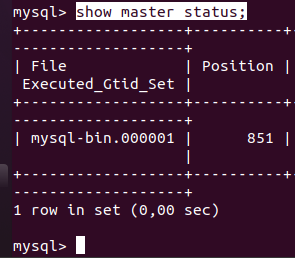 mysql> show master status;
+------------------+----------+
------------------+
| File             | Position |
 Executed_Gtid_Set |
+------------------+----------+
------------------+
| mysql-bin.000001 |      851 |
                   |
+------------------+----------+
------------------+
1 row in set (0,00 sec)
mysql>